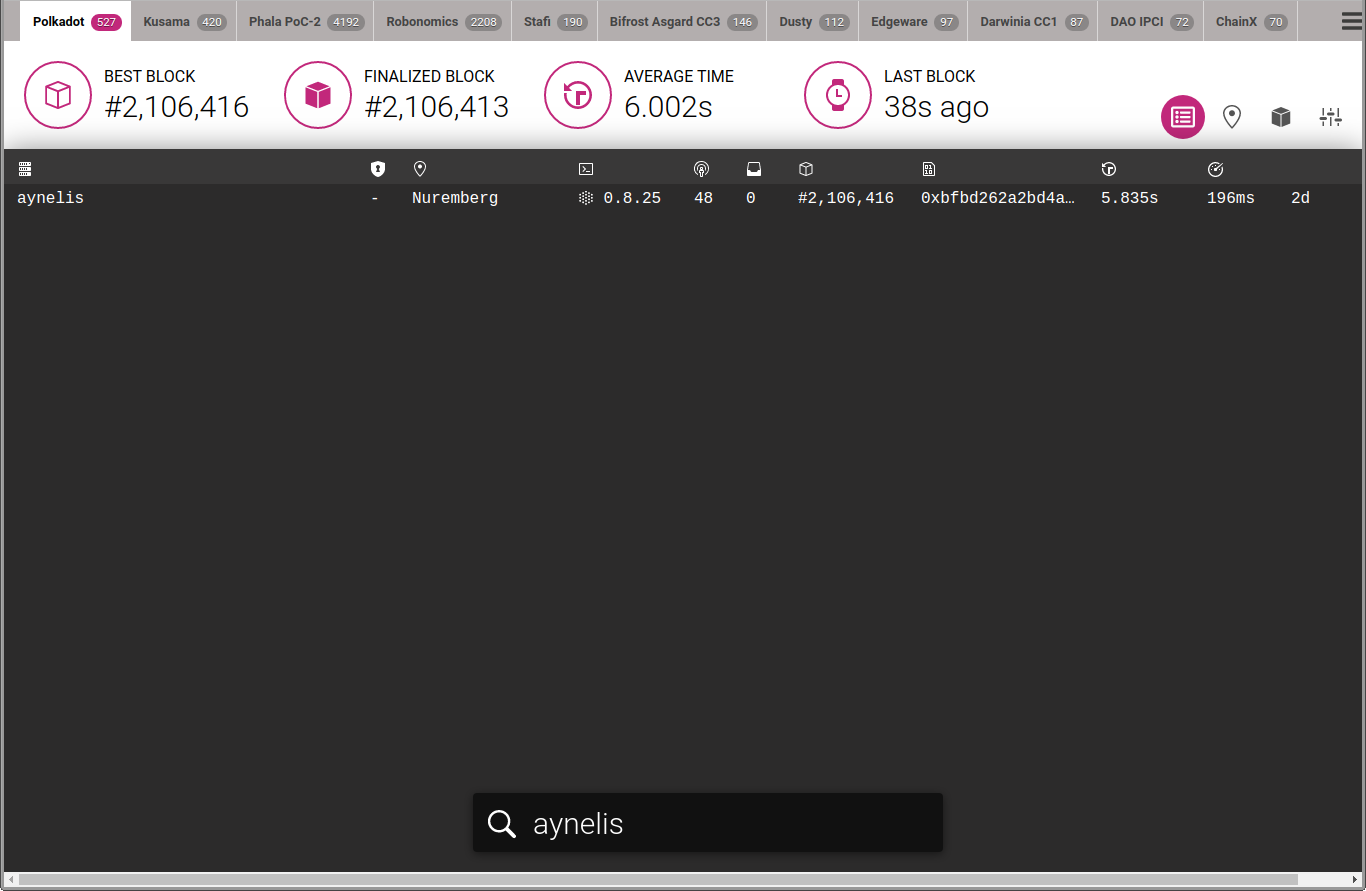 Polkadot 527 Kusama 420 Phala PoC-2 4192 Robonomics 2208 Stafi 190 Bifrost Asgard CC3 146 Dusty 112 Edgeware 97 Darwinia CC1 87 DAO IPCI 72 ChainX 70
BEST BLOCK FINALIZED BLOCK AVERAGE TIME LAST BLOCK
#2,106,416 #2,106,413 6.002s 38s ago
aynelis - Nuremberg 0.8.25 48 0 #2,106,416 0xbfbd262a2bd4a… 5.835s 196ms 2d
aynelis